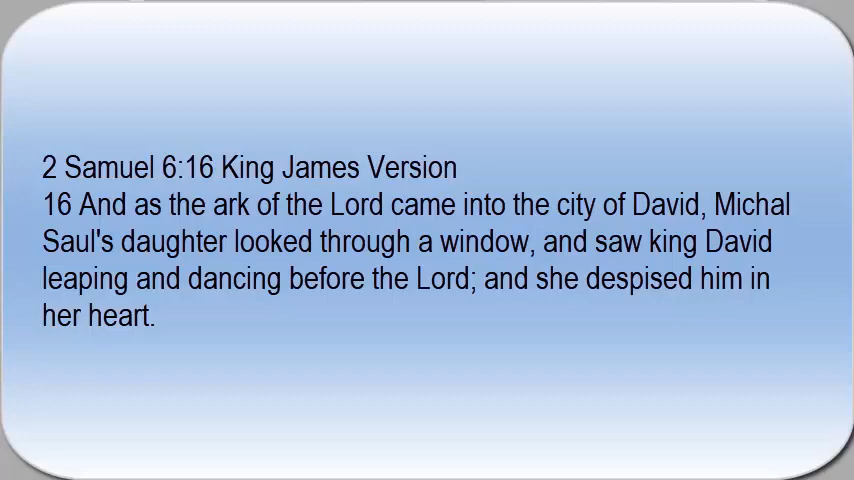 2 Samuel 6:16 King James Version
16 And as the ark of the Lord came into the city of David, Michal
Saul's daughter looked through a window, and saw king David
leaping and dancing before the Lord; and she despised him in
her heart.